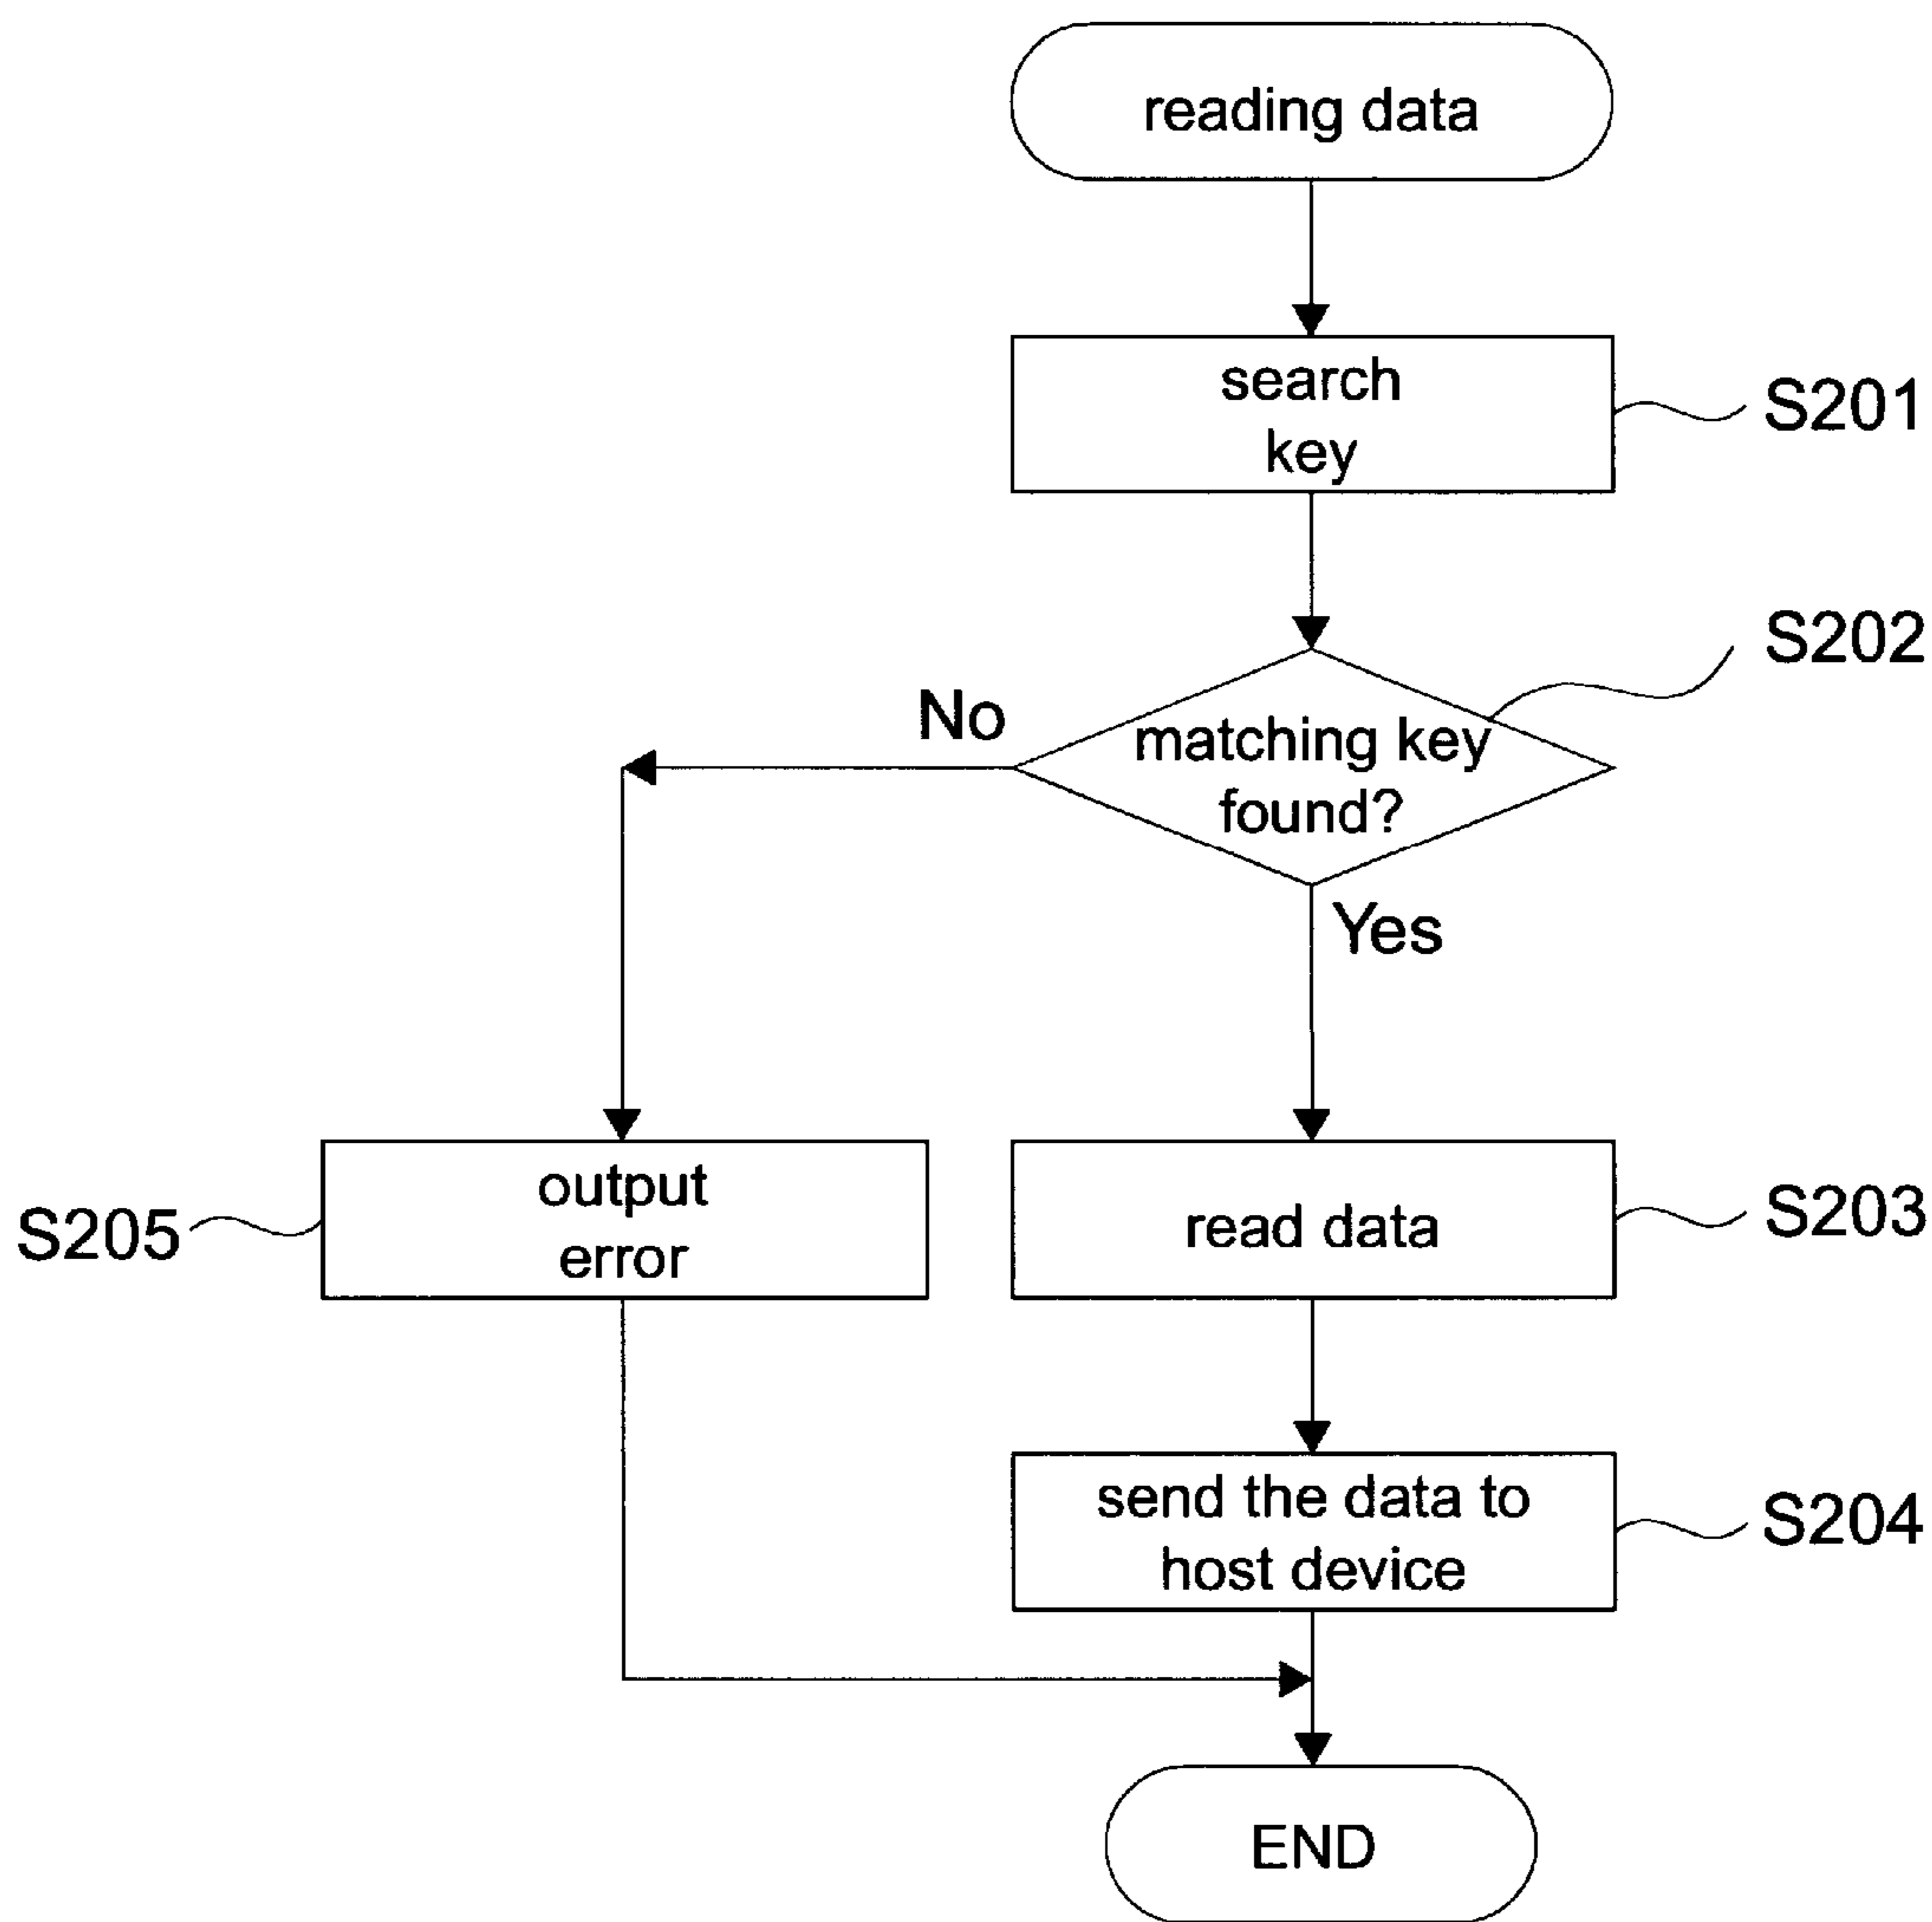 reading data
search
key
S201
S202
No
matching key
found?
Yes
output
error
S205
read data
S203
send the data to
host device
S204
END